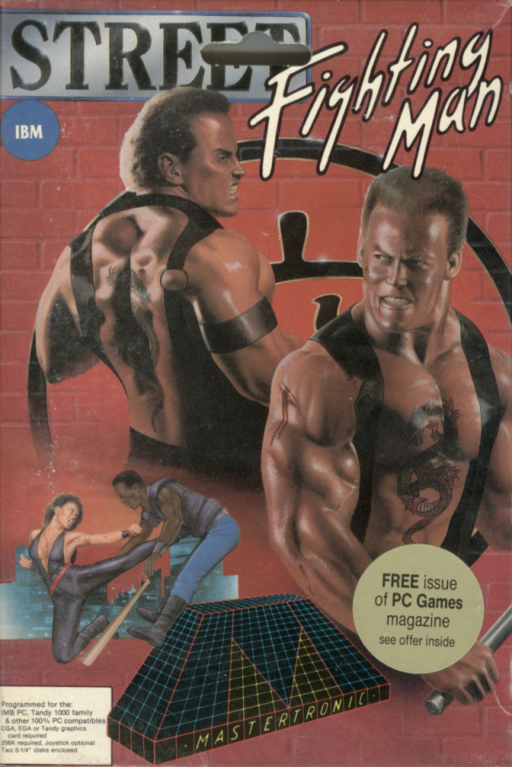 STREET
Fighting
Man
IBM
FREE issue
of PC Games
magazine
see offer inside
MASTERTRONIC
Programmed for the:
IMB PC, Tandy 1000 family
& other 100% PC compatibles
CGA, EGA or Tandy graphics
card required
256K required, Joystick optional
Two 5-1/4" disks enclosed